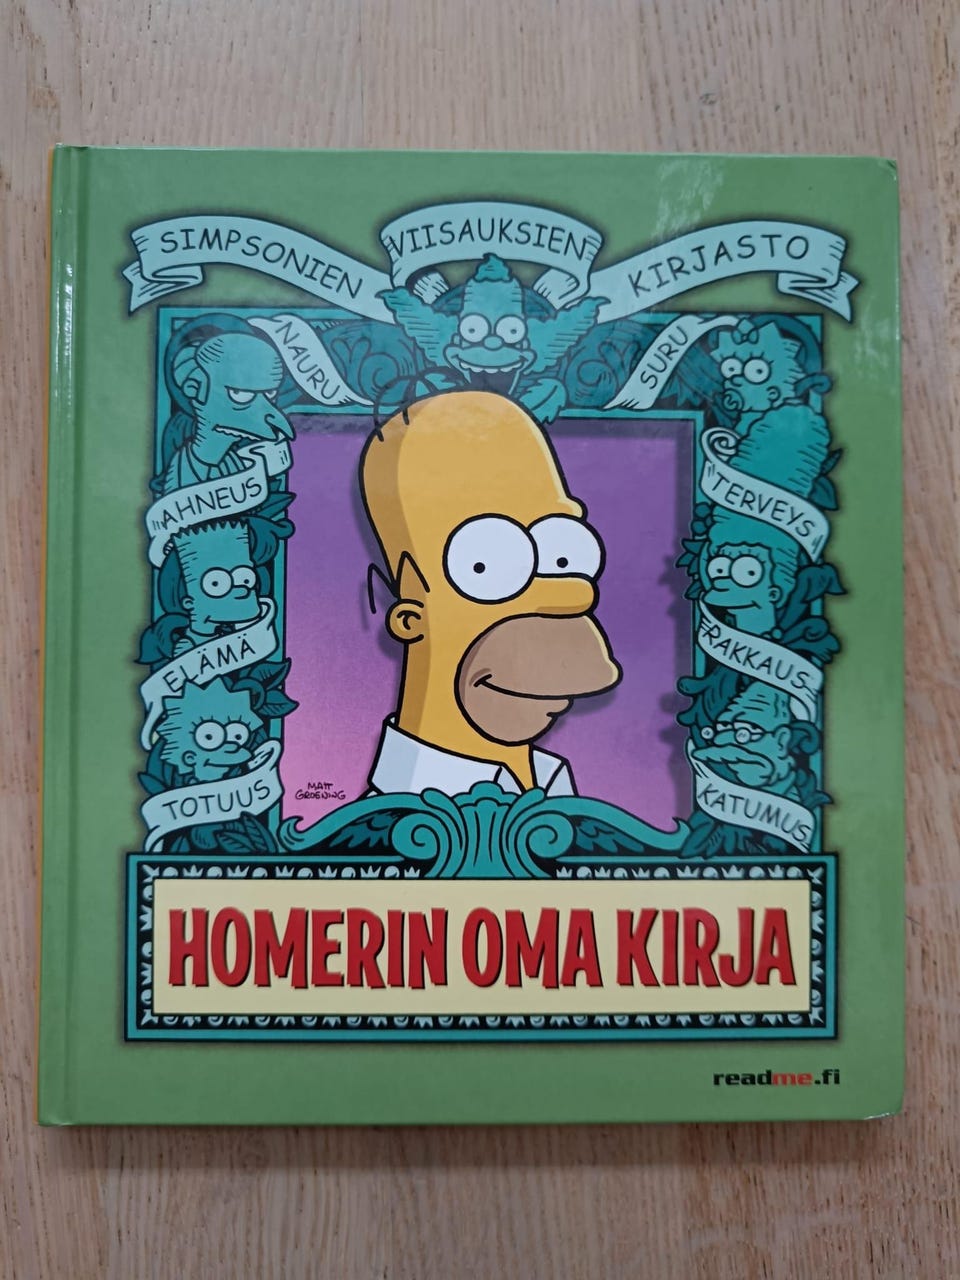 SIMPSONIEN VIISAUKSIEN KIRJASTO
NAURU
SURU
"AHNEUS"
"TERVEYS"
ELÄMÄ
RAKKAUS
TOTUUS
KATUMUS
MATT
GROENING
HOMERIN OMA KIRJA
readme.fi